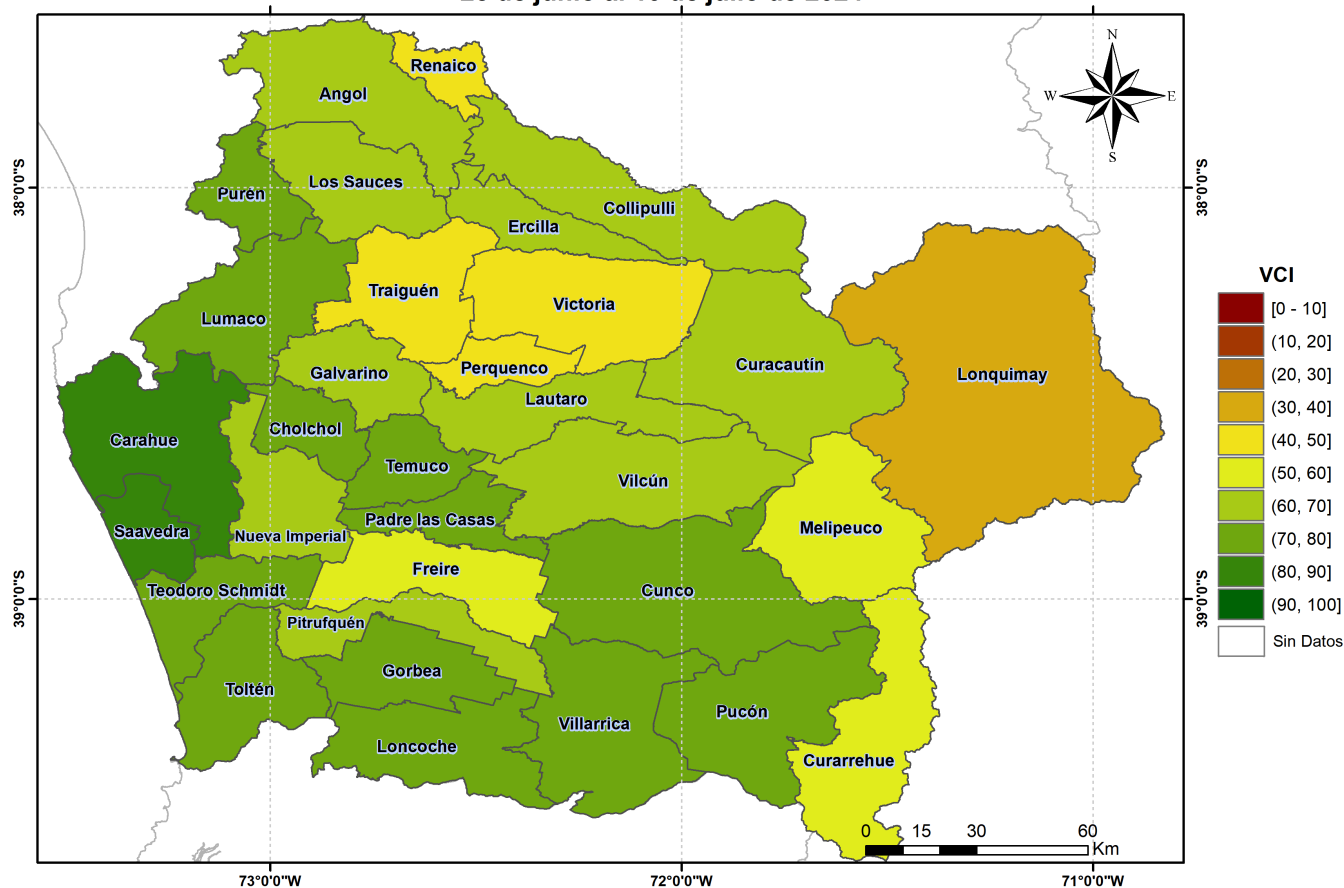 Renaico
N
Angol
W
E
S
Los Sauces
38°0'0"S
38°0'0"S
Purén
Collipulli
Ercilla
VCI
Traiguén
Victoria
[0 - 10]
Lumaco
(10, 20]
Perquenco
Curacautín
Galvarino
Lonquimay
(20, 30]
Lautaro
(30, 40]
Carahue
Cholchol
(40, 50]
Temuco
Vilcún
(50, 60]
Padre las Casas
(60, 70]
Saavedra
Nueva Imperial
Melipeuco
(70, 80]
Freire
(80, 90]
Teodoro Schmidt
Cunco
39°0'0"S
39°0'0"S
(90, 100]
Pitrufquén
Sin Datos
Gorbea
Toltén
Villarrica
Pucón
Loncoche
Curarrehue
0 15 30 60
Km
73°0'0"W
72°0'0"W
71°0'0"W